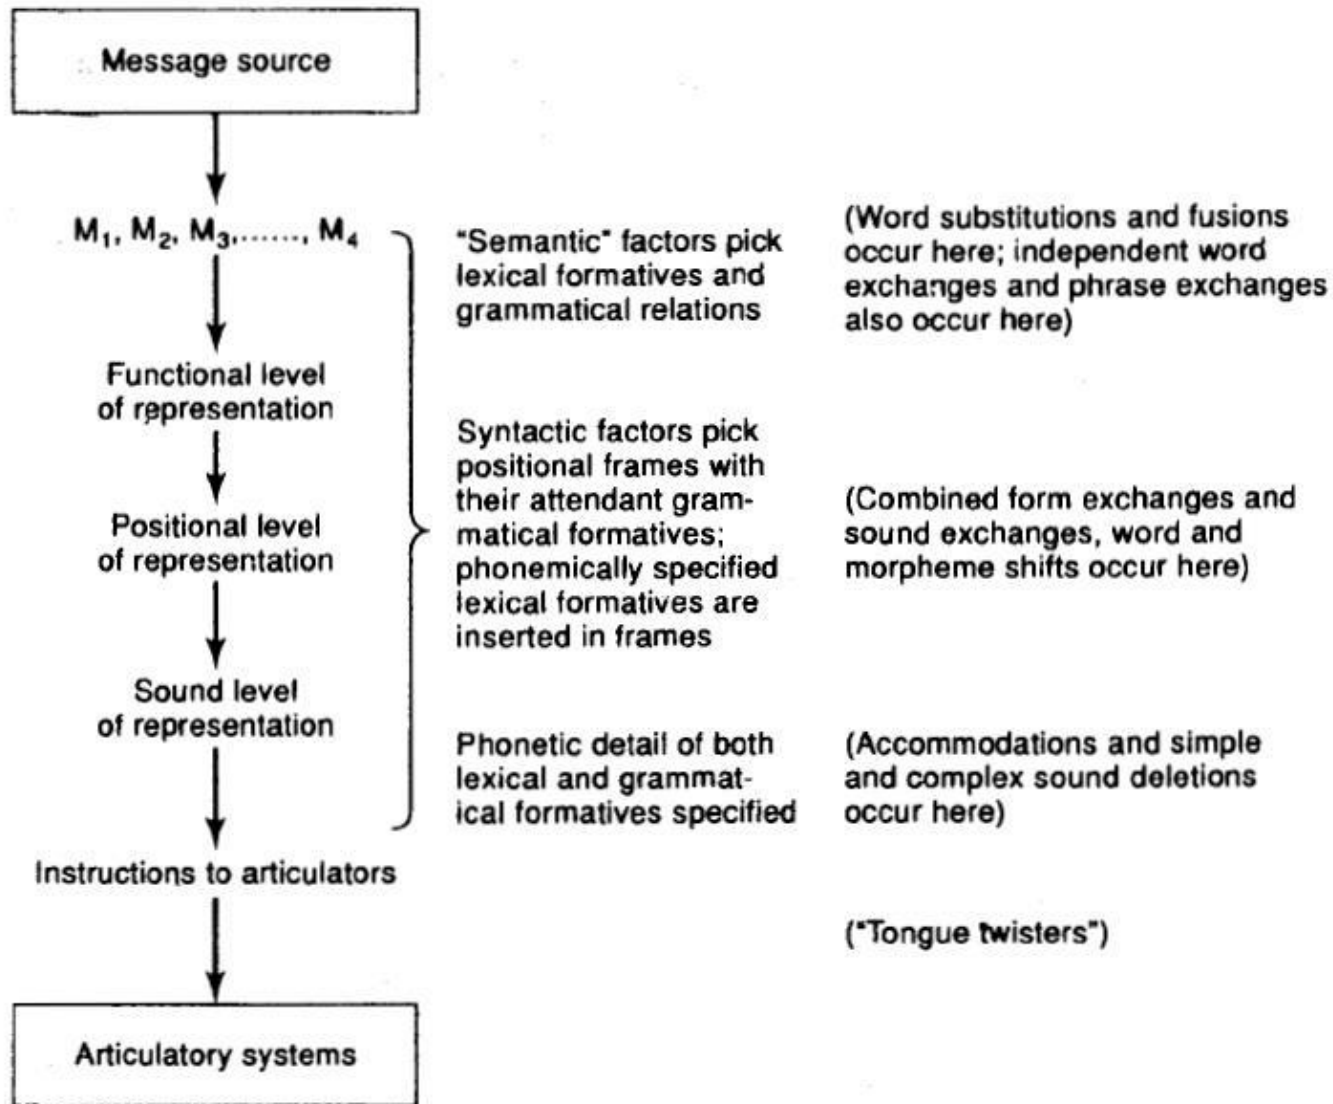 Message source
M₁, M₂, M₃,......, M₄
"Semantic" factors pick
lexical formatives and
grammatical relations
(Word substitutions and fusions
occur here; independent word
exchanges and phrase exchanges
also occur here)
Functional level
of representation
Syntactic factors pick
positional frames with
their attendant gram-
matical formatives;
phonemically specified
lexical formatives are
inserted in frames
Positional level
of representation
(Combined form exchanges and
sound exchanges, word and
morpheme shifts occur here)
Sound level
of representation
Phonetic detail of both
lexical and grammat-
ical formatives specified
(Accommodations and simple
and complex sound deletions
occur here)
Instructions to articulators
("Tongue twisters")
Articulatory systems